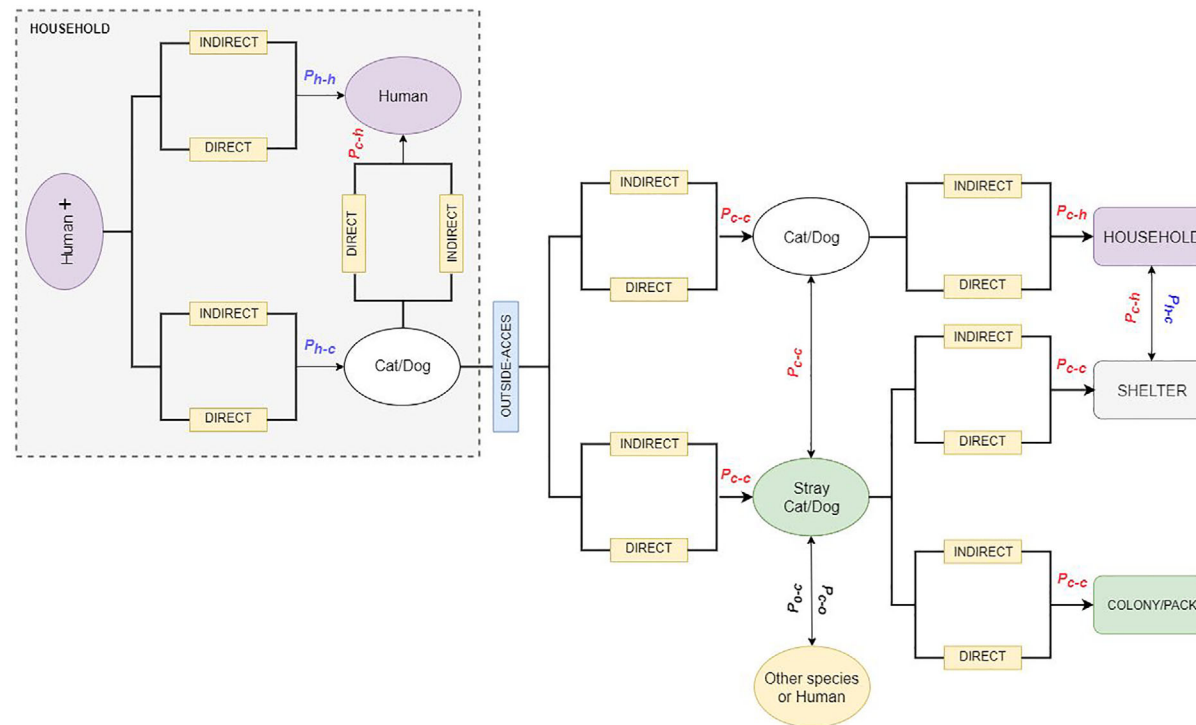 HOUSEHOLD
INDIRECT
Ph-h
Human
DIRECT
Pc-h
Human +
DIRECT
INDIRECT
INDIRECT
Ph-c
Cat/Dog
DIRECT
OUTSIDE-ACCES
INDIRECT
Pc-c
Cat/Dog
DIRECT
INDIRECT
Pc-h
HOUSEHOLD
DIRECT
Pc-c
Pc-h
Ph-c
INDIRECT
Pc-c
SHELTER
DIRECT
INDIRECT
Pc-c
Stray
Cat/Dog
DIRECT
INDIRECT
Pc-c
COLONY/PACK
DIRECT
Po-c
Pc-o
Other species
or Human